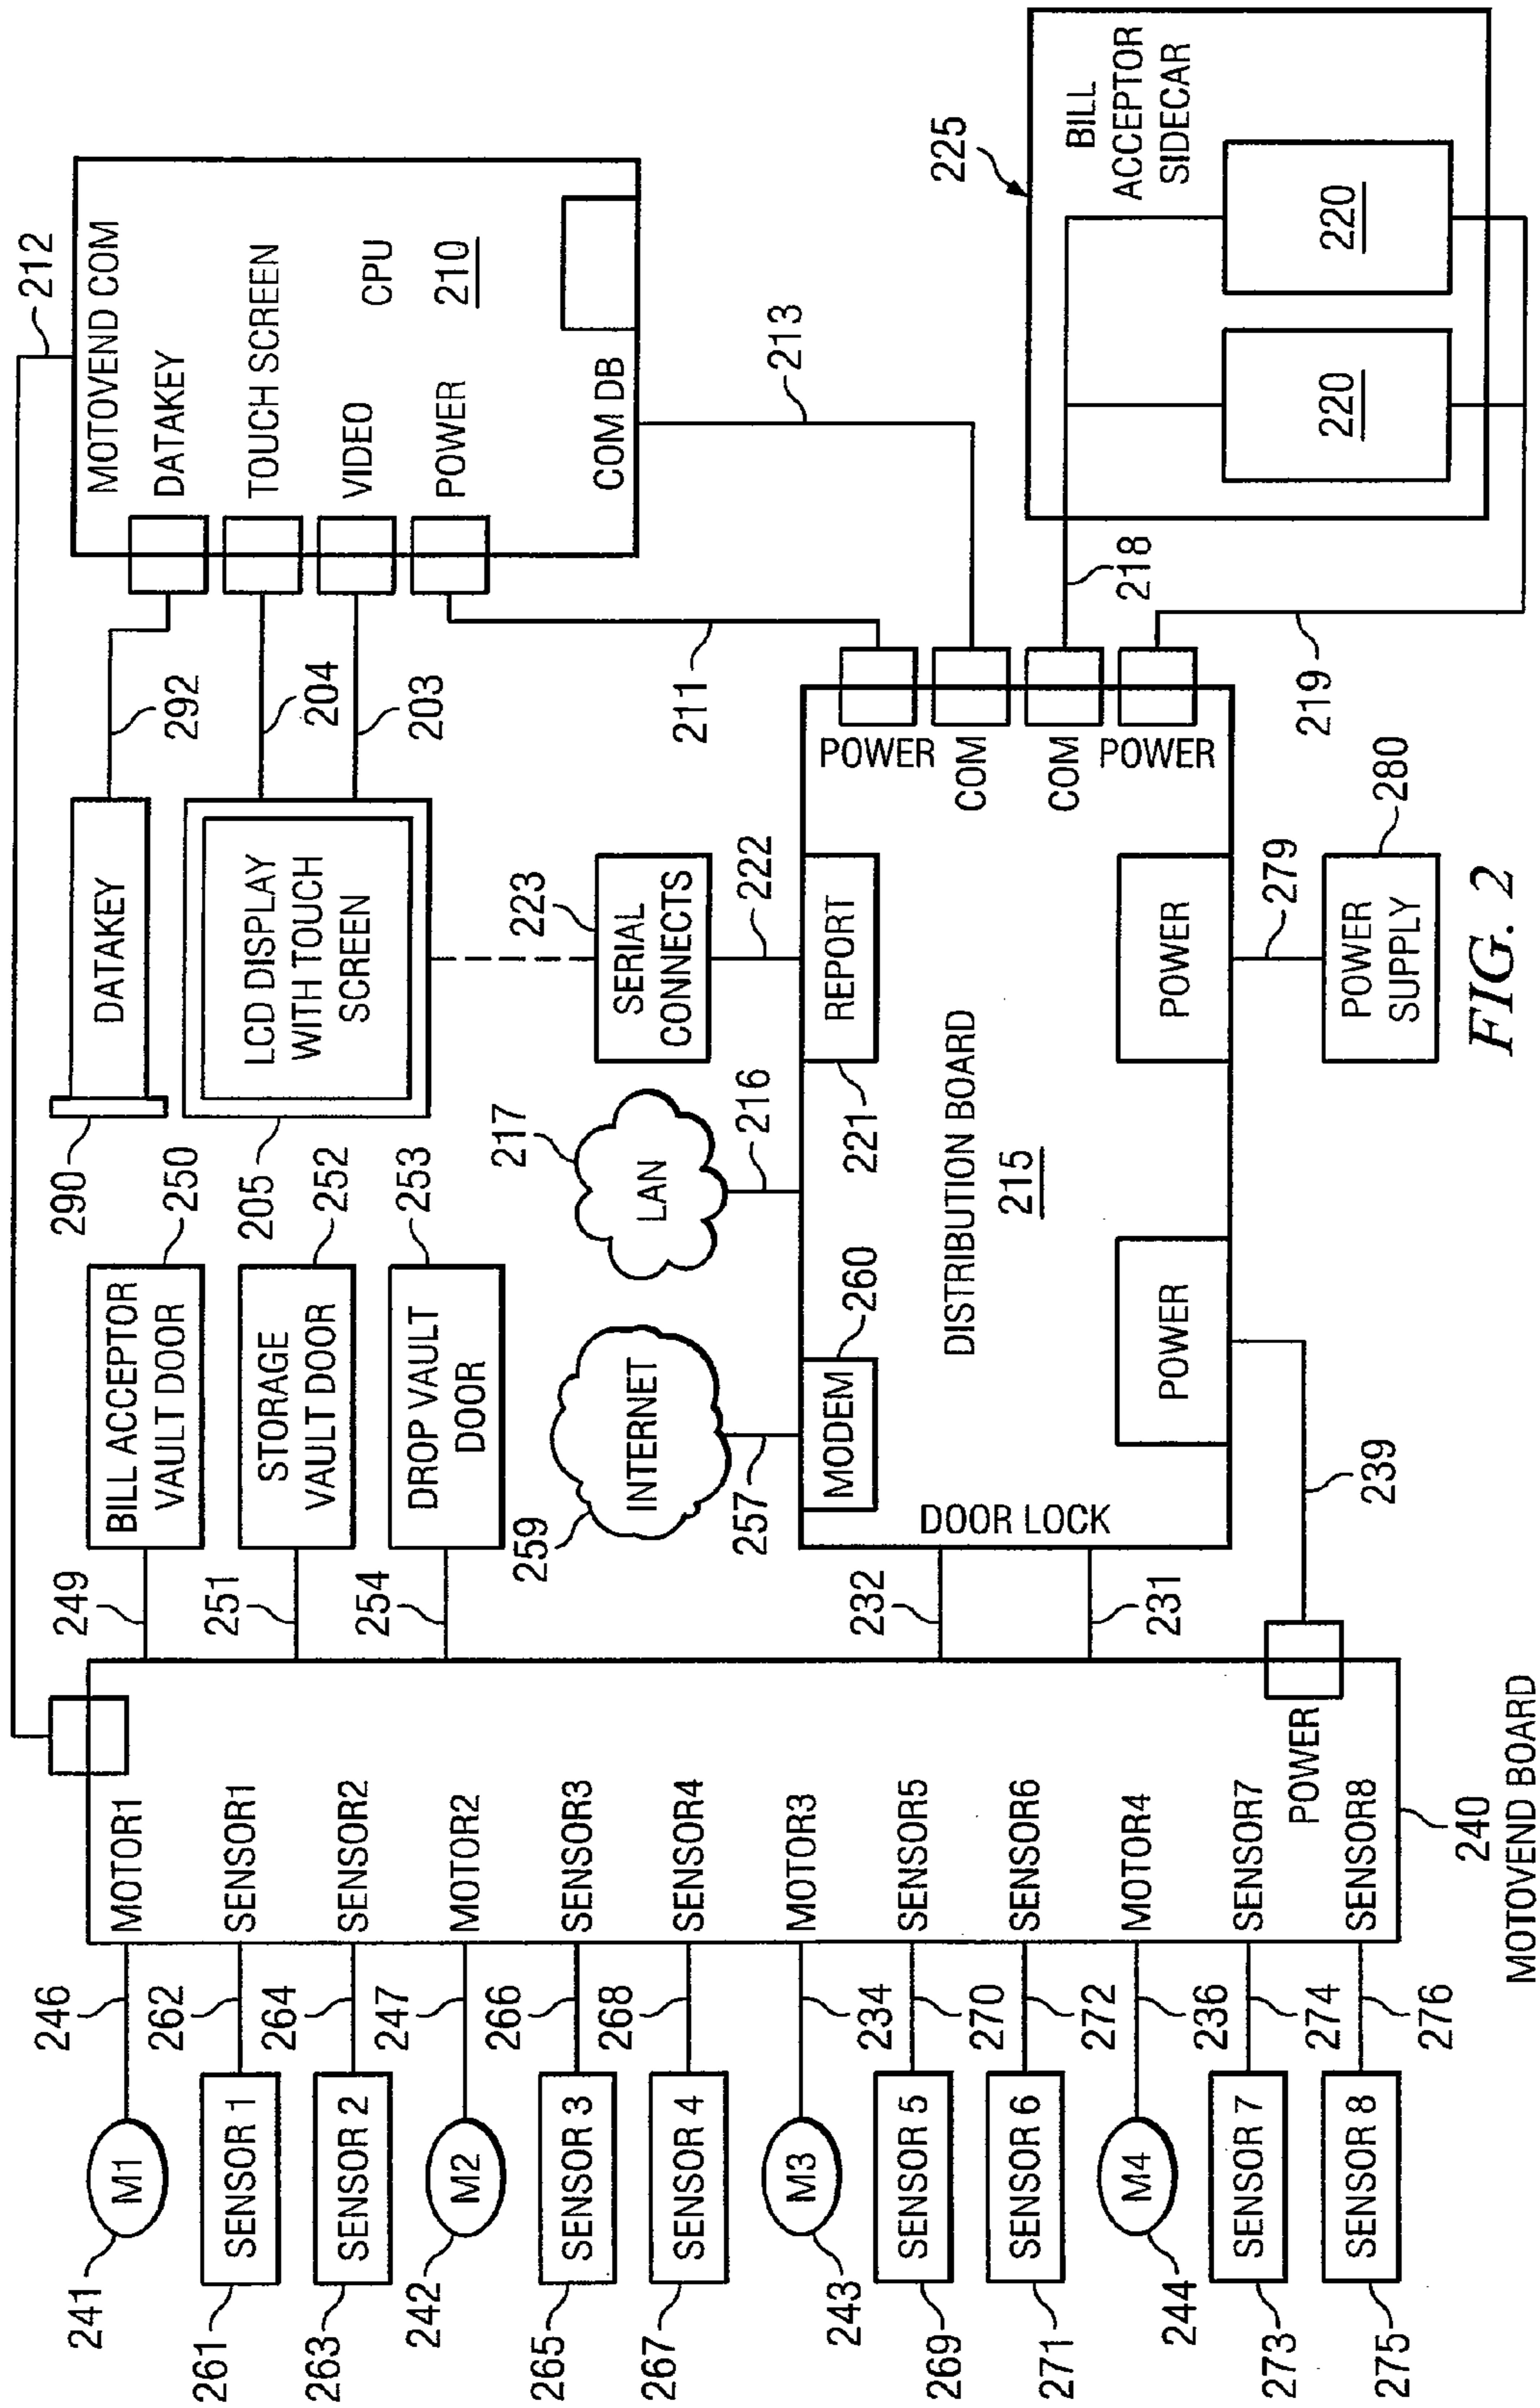 212
MOTOVEND COM
DATAKEY
TOUCH SCREEN
VIDEO
CPU
210
POWER
COM DB
213
225
BILL
ACCEPTOR
SIDECAR
220
220
218
219
292
204
203
211
290
DATAKEY
205
LCD DISPLAY
WITH TOUCH
SCREEN
223
SERIAL
CONNECTS
222
217
LAN
216
259
INTERNET
257
250
BILL ACCEPTOR
VAULT DOOR
249
252
STORAGE
VAULT DOOR
251
253
DROP VAULT
DOOR
254
POWER
COM
COM
POWER
REPORT
221
260
MODEM
DISTRIBUTION BOARD
215
DOOR LOCK
POWER
POWER
279
POWER
SUPPLY
280
232
231
239
MOTOR1
SENSOR1
SENSOR2
MOTOR2
SENSOR3
SENSOR4
MOTOR3
SENSOR5
SENSOR6
MOTOR4
SENSOR7
POWER
SENSOR8
240
MOTOVEND BOARD
246
262
264
247
266
268
234
270
272
236
274
276
M1
SENSOR 1
SENSOR 2
M2
SENSOR 3
SENSOR 4
M3
SENSOR 5
SENSOR 6
M4
SENSOR 7
SENSOR 8
241
261
263
242
265
267
243
269
271
244
273
275
FIG. 2